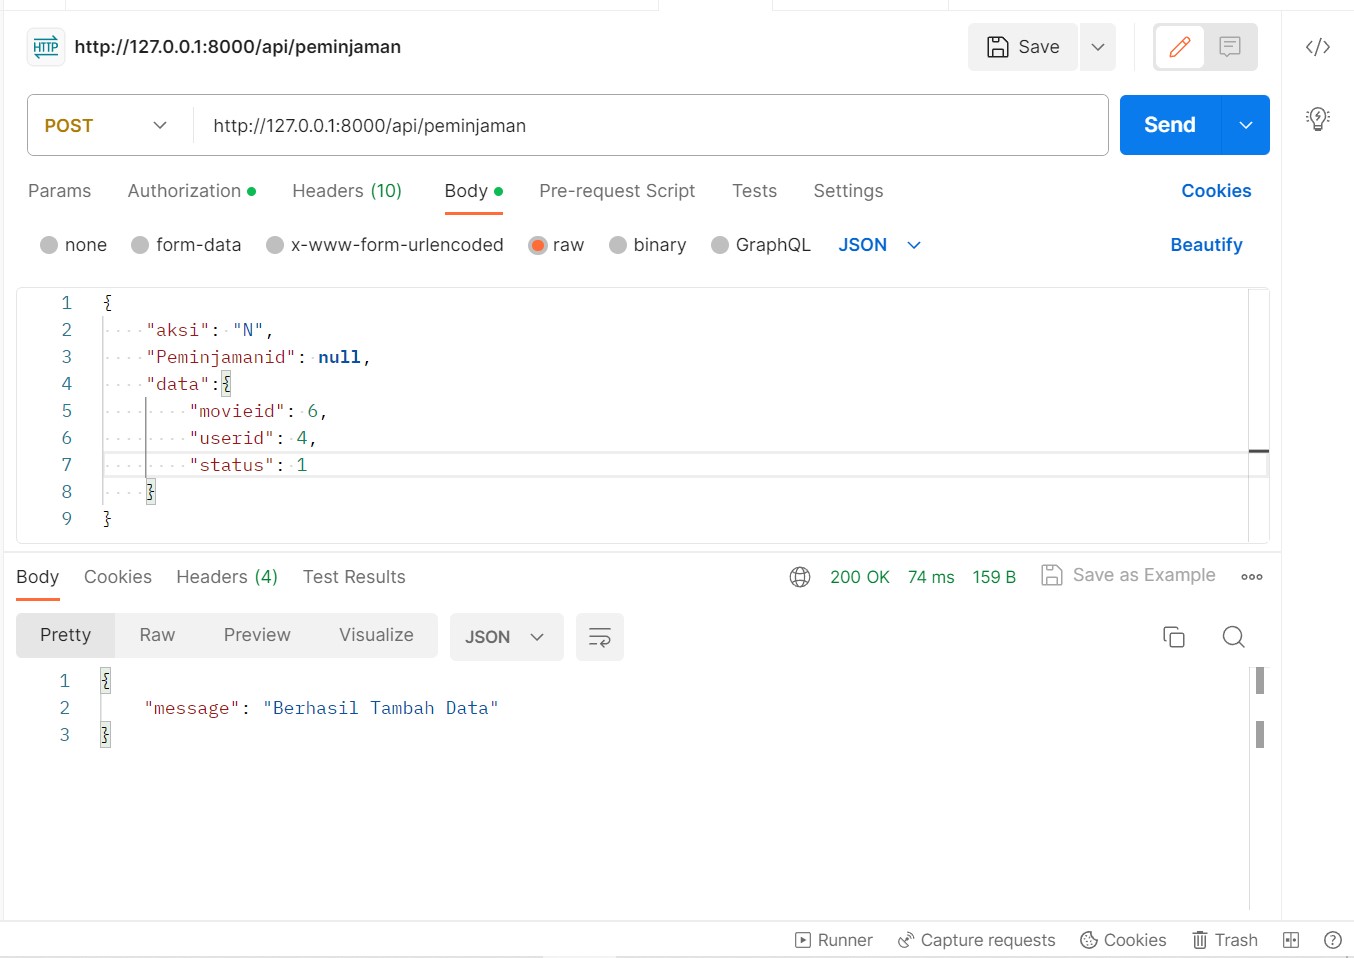 HTTP http://127.0.0.1:8000/api/peminjaman Save
POST http://127.0.0.1:8000/api/peminjaman Send
Params Authorization Headers (10) Body Pre-request Script Tests Settings Cookies
none form-data x-www-form-urlencoded raw binary GraphQL JSON Beautify
1 {
2 "aksi": "N",
3 "Peminjamanid": null,
4 "data":{
5 "movieid": 6,
6 "userid": 4,
7 "status": 1
8 }
9 }
Body Cookies Headers (4) Test Results 200 OK 74 ms 159 B Save as Example
Pretty Raw Preview Visualize JSON
1 {
2 "message": "Berhasil Tambah Data"
3 }
Runner Capture requests Cookies Trash